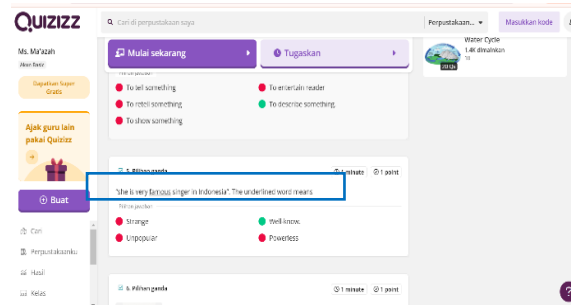 QUIZIZZ
Cari di perpustakaan saya
Perpustakaan...
Masukkan kode
Ms. Ma'azah
Akun Dasar
Dapatkan Super
Gratis
Ajak guru lain
pakai Quizizz
Buat
Cari
Perpustakaanku
Hasil
Kelas
Mulai sekarang
Tugaskan
Pilihan jawaban
To tell something
To entertain reader
To retell something
To describe something.
To show something
5. Pilihan ganda
1 minute
1 point
"she is very famous singer in Indonesia". The underlined word means
Pilihan jawaban
Strange
Well-know.
Unpopular
Powerless
6. Pilihan ganda
1 minute
1 point
Water Cycle
1.4K dimainkan